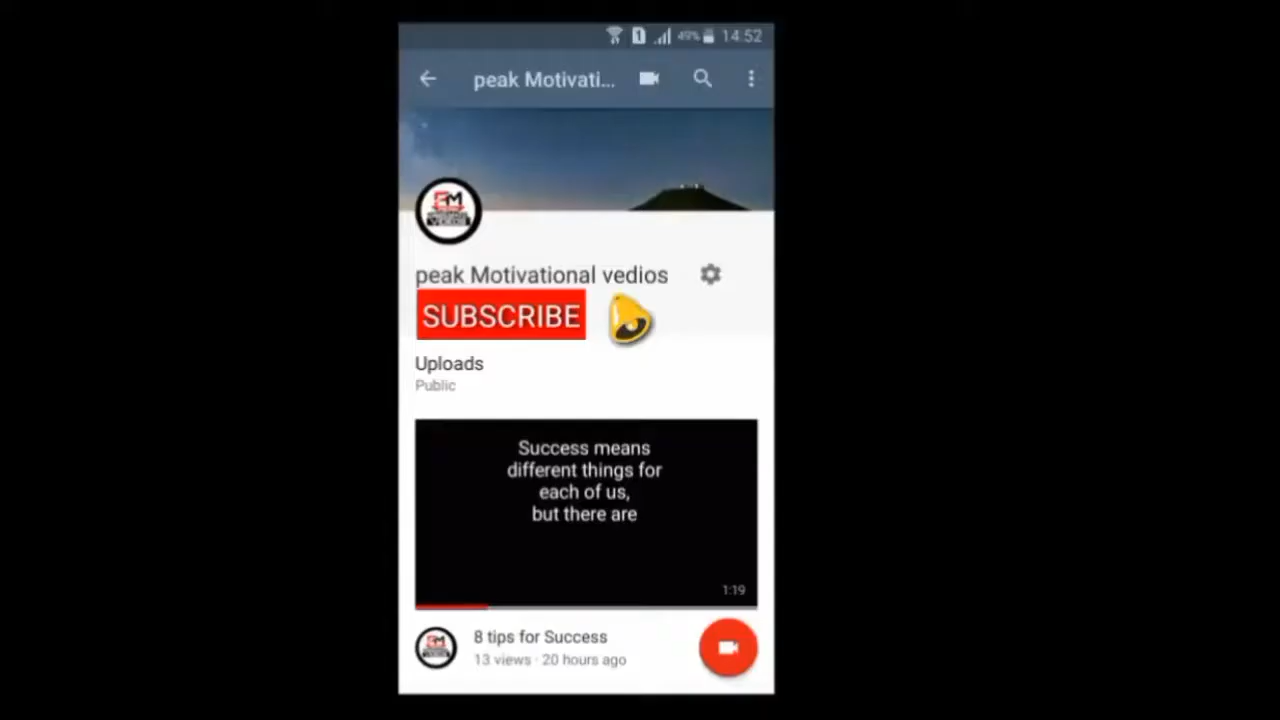 49% 14:52
peak Motivati...
peak Motivational vedios
SUBSCRIBE
Uploads
Public
Success means
different things for
each of us,
but there are
1:19
8 tips for Success
13 views · 20 hours ago